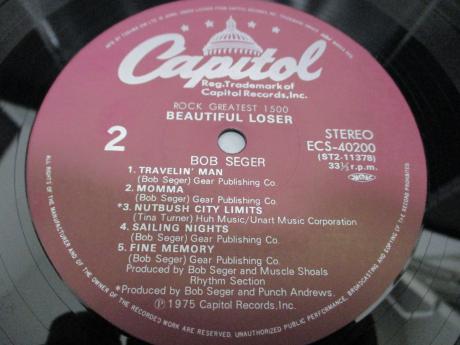 Capitol
Reg. Trademark of
Capitol Records, Inc.
ROCK GREATEST 1500
BEAUTIFUL LOSER
2
STEREO
ECS-40200
(ST2-11378)
33⅓ r.p.m.
BOB SEGER
1. TRAVELIN' MAN
(Bob Seger) Gear Publishing Co.
2. MOMMA
(Bob Seger) Gear Publishing Co.
*3. NUTBUSH CITY LIMITS
(Tina Turner) Huh Music/Unart Music Corporation
4. SAILING NIGHTS
(Bob Seger) Gear Publishing Co.
5. FINE MEMORY
(Bob Seger) Gear Publishing Co.
Produced by Bob Seger and Muscle Shoals
Rhythm Section
*Produced by Bob Seger and Punch Andrews.
Ⓟ 1975 Capitol Records, Inc.
ALL RIGHTS OF THE MANUFACTURER AND OF THE OWNER OF THE RECORDED WORK ARE RESERVED. UNAUTHORIZED PUBLIC PERFORMANCE, BROADCASTING AND COPYING OF THE RECORD PROHIBITED